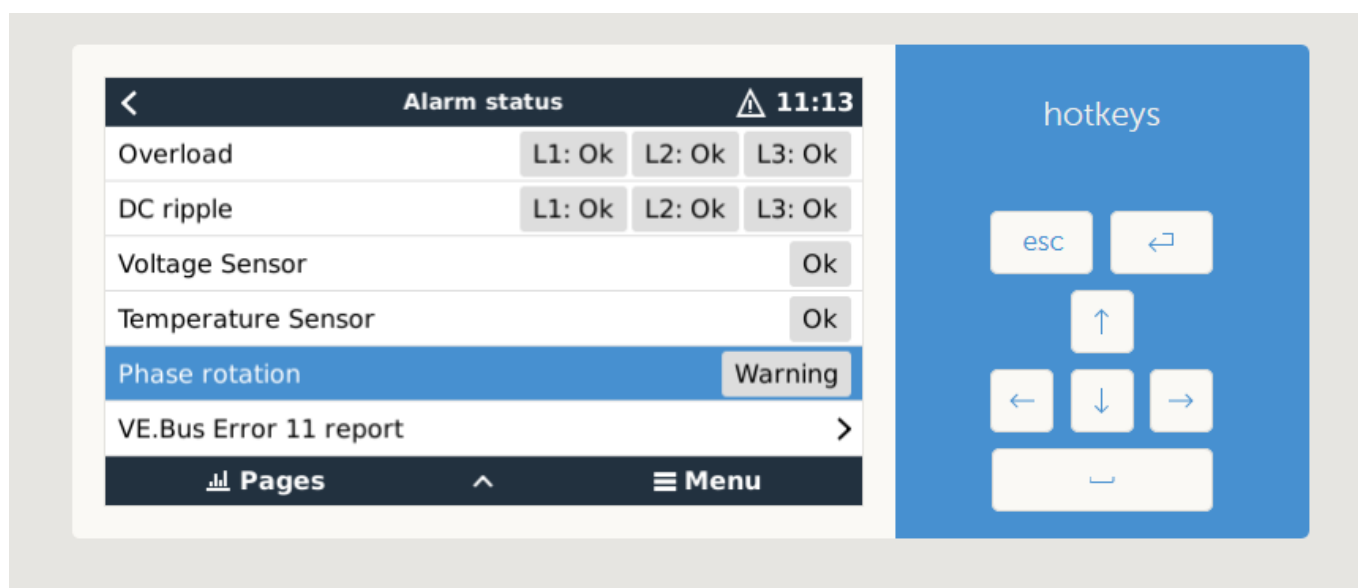 Alarm status 11:13
Overload L1: Ok L2: Ok L3: Ok
DC ripple L1: Ok L2: Ok L3: Ok
Voltage Sensor Ok
Temperature Sensor Ok
Phase rotation Warning
VE.Bus Error 11 report
Pages Menu
hotkeys
esc